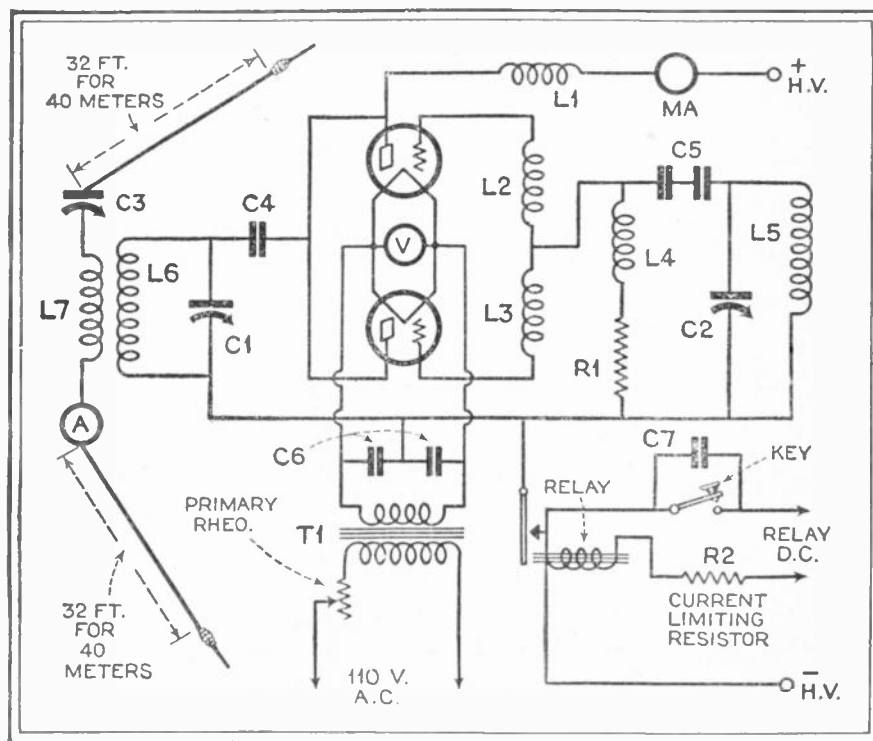 32 FT.
FOR
40 METERS
L1
MA
+
H.V.
C3
C4
L2
C5
L6
V
L4
L5
L7
C1
L3
C2
R1
A
C6
C7
KEY
PRIMARY
RHEO.
T1
RELAY
RELAY
D.C.
R2
CURRENT
LIMITING
RESISTOR
32 FT.
FOR
40
METERS
110 V.
A.C.
–
H.V.